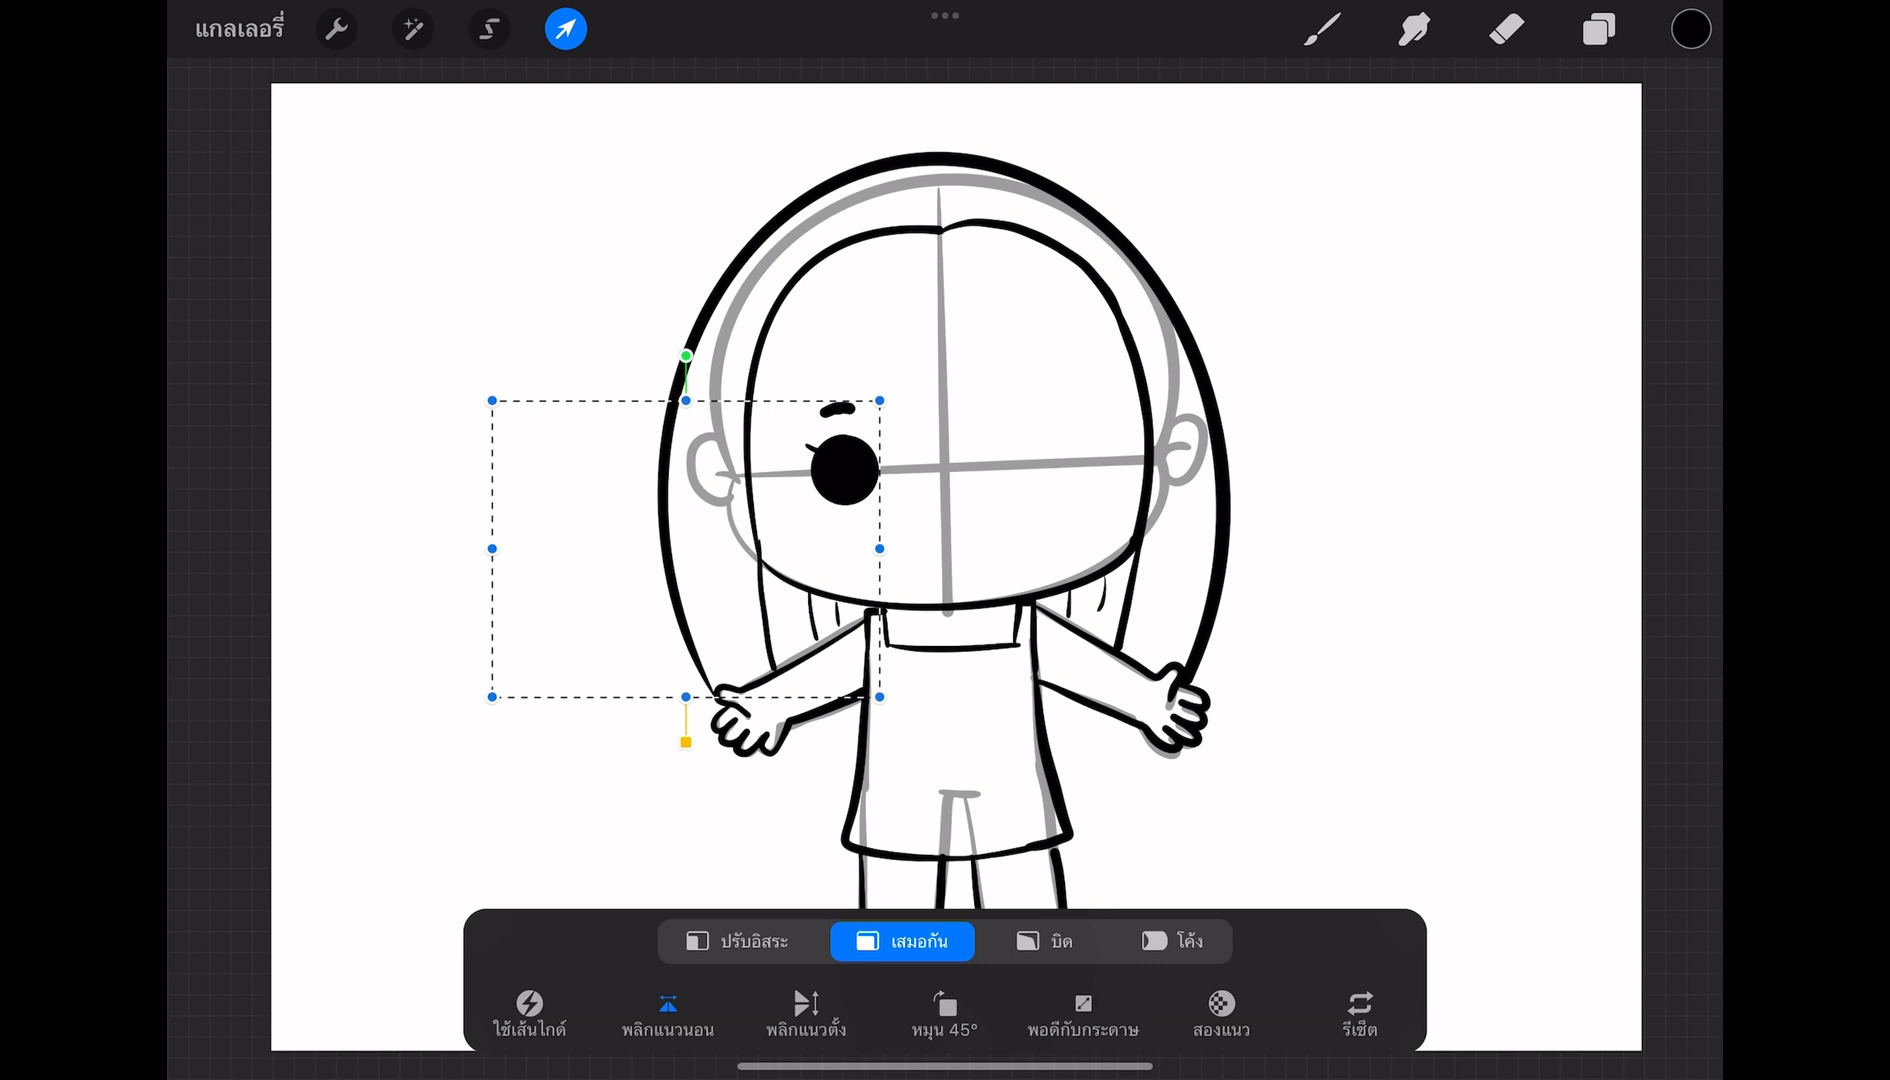 แกลเลอรี่
ปรับอิสระ เสมอกัน บิด โค้ง
ใช้เส้นไกด์ พลิกแนวนอน พลิกแนวตั้ง หมุน 45° พอดีกับกระดาษ สองแนว รีเซ็ต